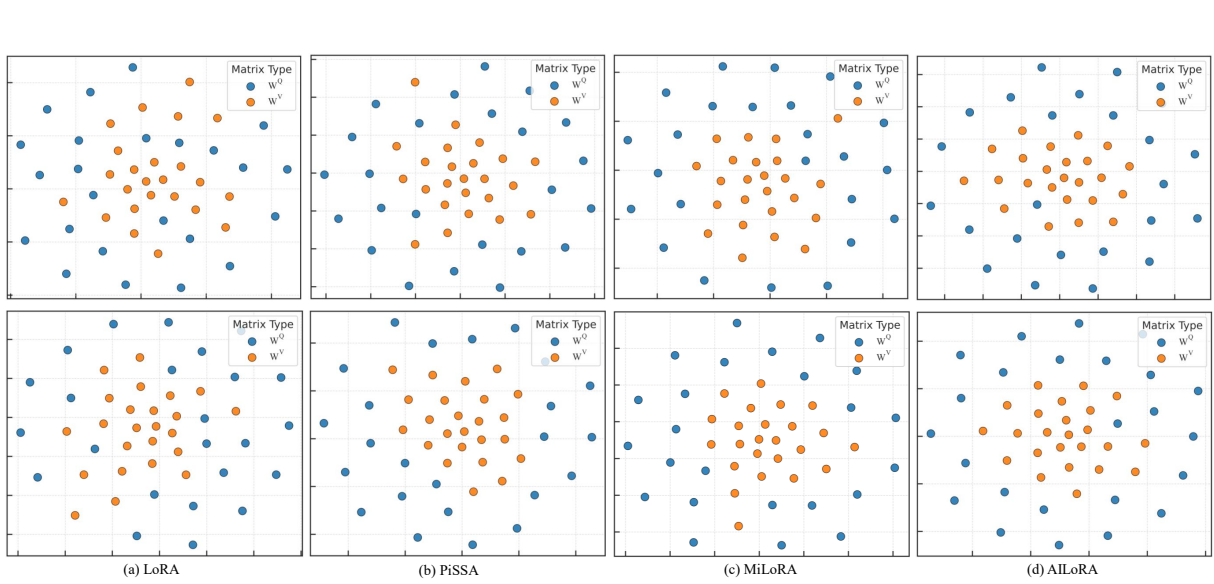 Matrix Type
W^Q
W^V
Matrix Type
W^Q
W^V
Matrix Type
W^Q
W^V
Matrix Type
W^Q
W^V
Matrix Type
W^Q
W^V
Matrix Type
W^Q
W^V
Matrix Type
W^Q
W^V
Matrix Type
W^Q
W^V
(a) LoRA
(b) PiSSA
(c) MiLoRA
(d) AILoRA